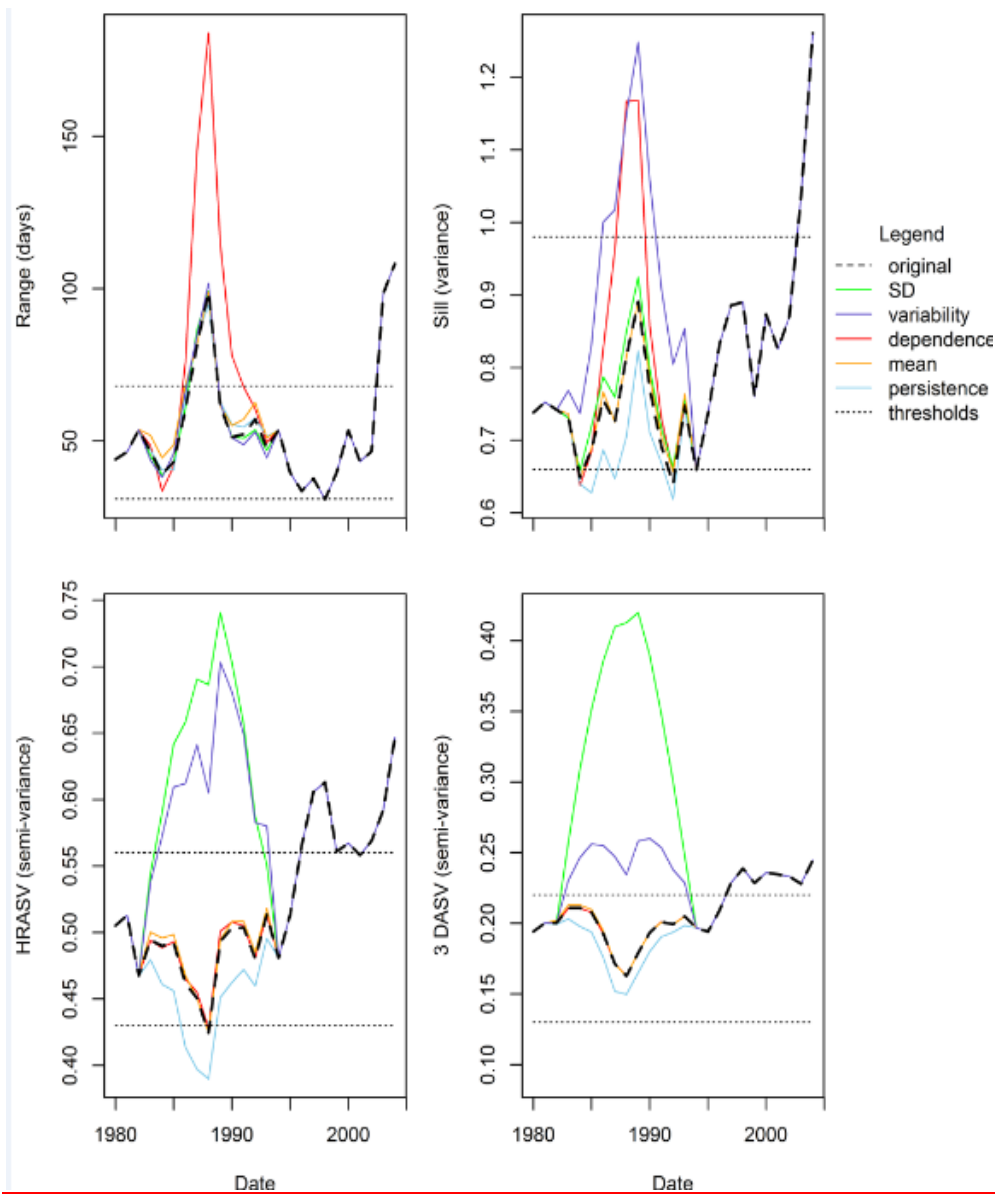 Range (days)
50
100
150
Sill (variance)
0.6
0.7
0.8
0.9
1.0
1.1
1.2
Legend
original
SD
variability
dependence
mean
persistence
thresholds
HRASV (semi-variance)
0.40
0.45
0.50
0.55
0.60
0.65
0.70
0.75
1980
1990
2000
Date
3 DASV (semi-variance)
0.10
0.15
0.20
0.25
0.30
0.35
0.40
1980
1990
2000
Date